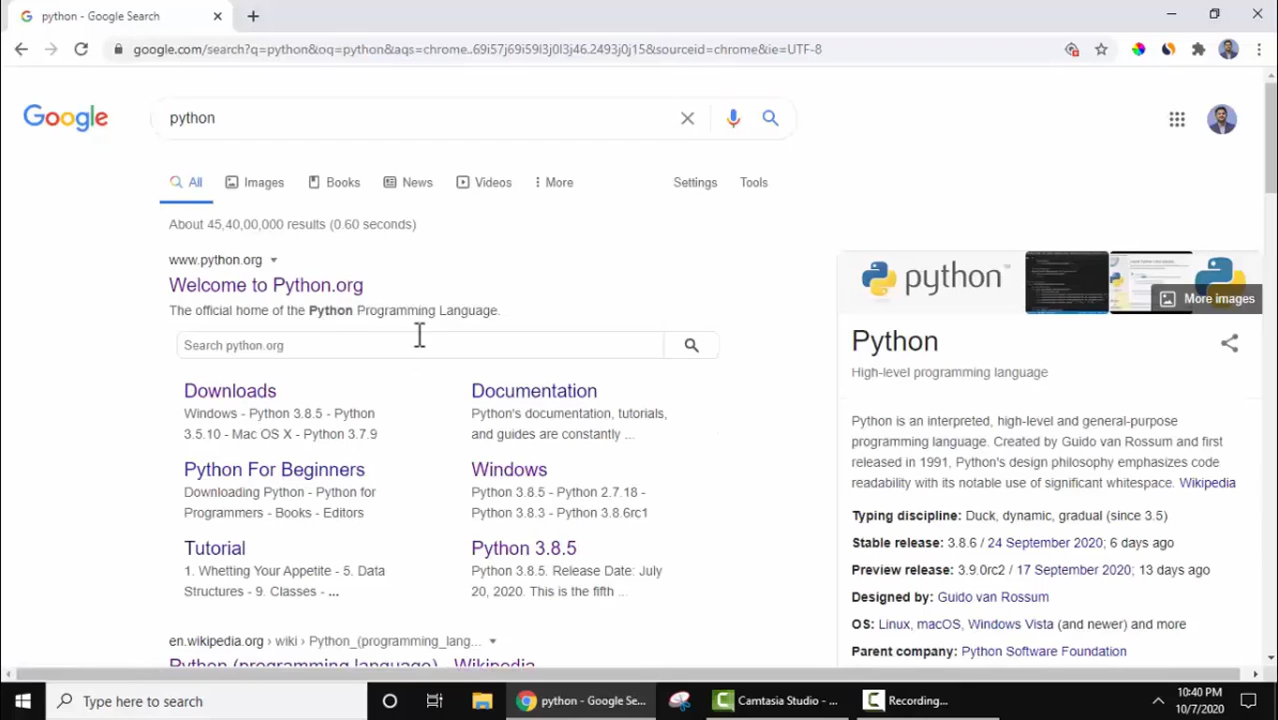 python - Google Search
google.com/search?q=python&oq=python&aqs=chrome..69i57j69i59l3j0l3j46.2493j0j15&sourceid=chrome&ie=UTF-8
Google
python
All
Images
Books
News
Videos
More
Settings
Tools
About 45,40,00,000 results (0.60 seconds)
www.python.org
Welcome to Python.org
The official home of the Python Programming Language.
Search python.org
Downloads
Windows - Python 3.8.5 - Python
3.5.10 - Mac OS X - Python 3.7.9
Documentation
Python's documentation, tutorials,
and guides are constantly ...
Python For Beginners
Downloading Python - Python for
Programmers - Books - Editors
Windows
Python 3.8.5 - Python 2.7.18 -
Python 3.8.3 - Python 3.8.6rc1
Tutorial
1. Whetting Your Appetite - 5. Data
Structures - 9. Classes - ...
Python 3.8.5
Python 3.8.5. Release Date: July
20, 2020. This is the fifth ...
en.wikipedia.org › wiki › Python_(programming_lang...
Python (programming language) - Wikipedia
python™
More images
Python
High-level programming language
Python is an interpreted, high-level and general-purpose
programming language. Created by Guido van Rossum and first
released in 1991, Python's design philosophy emphasizes code
readability with its notable use of significant whitespace. Wikipedia
Typing discipline: Duck, dynamic, gradual (since 3.5)
Stable release: 3.8.6 / 24 September 2020; 6 days ago
Preview release: 3.9.0rc2 / 17 September 2020; 13 days ago
Designed by: Guido van Rossum
OS: Linux, macOS, Windows Vista (and newer) and more
Parent company: Python Software Foundation
Type here to search
python - Google Se...
Camtasia Studio - ...
Recording...
10:40 PM
10/7/2020